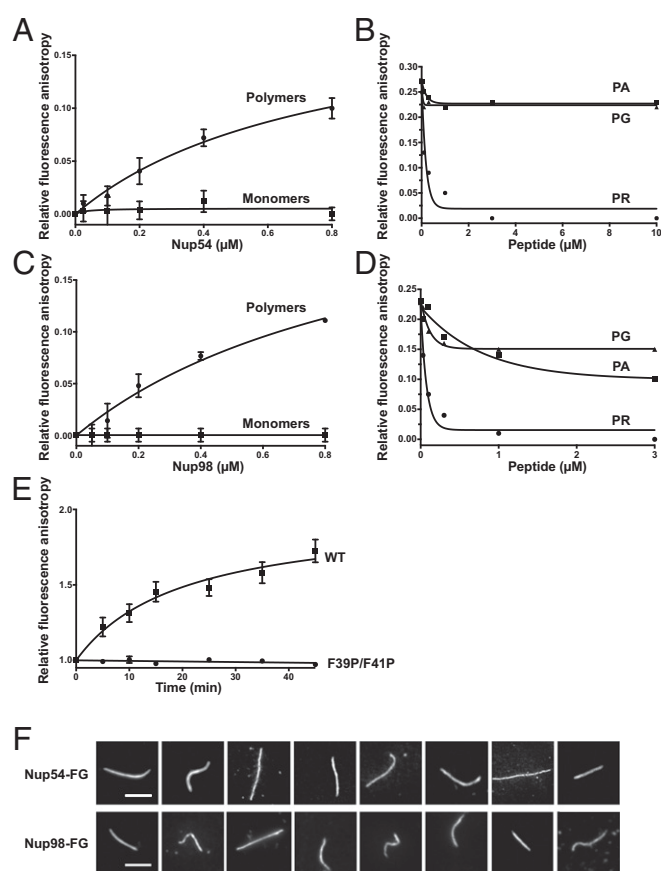 A
Relative fluorescence anisotropy
0.15
0.10
0.05
0.00
Polymers
Monomers
0.0 0.2 0.4 0.6 0.8
Nup54 (μM)
B
Relative fluorescence anisotropy
0.30
0.25
0.20
0.15
0.10
0.05
0.00
PA
PG
PR
0 2 4 6 8 10
Peptide (μM)
C
Relative fluorescence anisotropy
0.15
0.10
0.05
0.00
Polymers
Monomers
0.0 0.2 0.4 0.6 0.8
Nup98 (μM)
D
Relative fluorescence anisotropy
0.25
0.20
0.15
0.10
0.05
0.00
PG
PA
PR
0 1 2 3
Peptide (μM)
E
Relative fluorescence anisotropy
2.0
1.5
1.0
WT
F39P/F41P
0 20 40
Time (min)
F
Nup54-FG
Nup98-FG